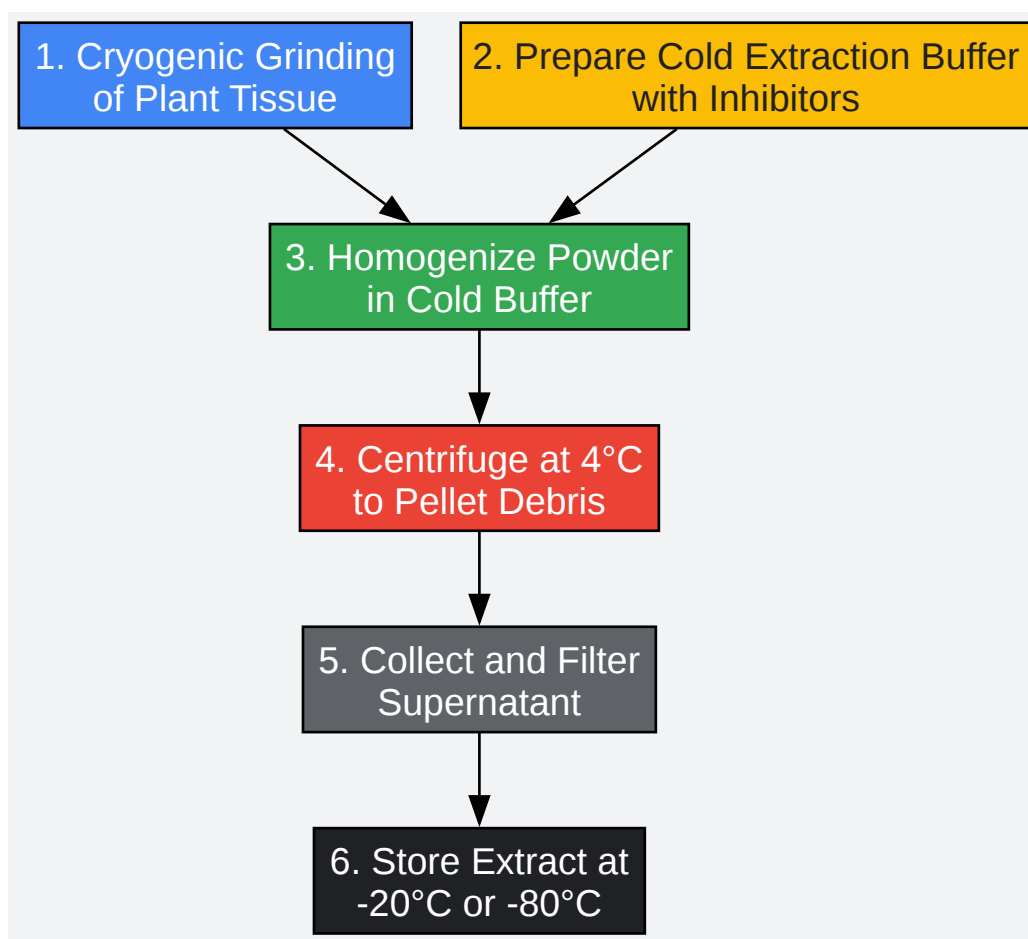 1. Cryogenic Grinding
of Plant Tissue
2. Prepare Cold Extraction Buffer
with Inhibitors
3. Homogenize Powder
in Cold Buffer
4. Centrifuge at 4°C
to Pellet Debris
5. Collect and Filter
Supernatant
6. Store Extract at
-20°C or -80°C